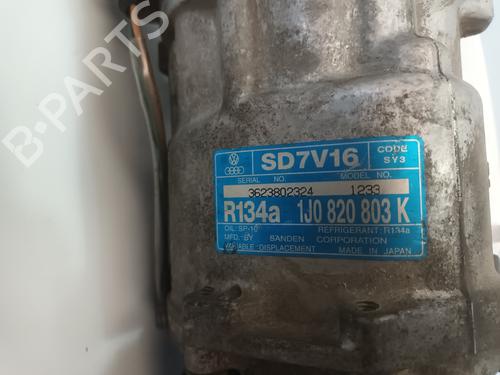 B-PARTS
SD7V16
CODE
SY3
SERIAL NO. MODEL NO.
3623802324 1233
R134a 1J0 820 803 K
OIL: SP-10 REFRIGERANT: R134a
MFD. BY SANDEN CORPORATION
VARIABLE DISPLACEMENT MADE IN JAPAN